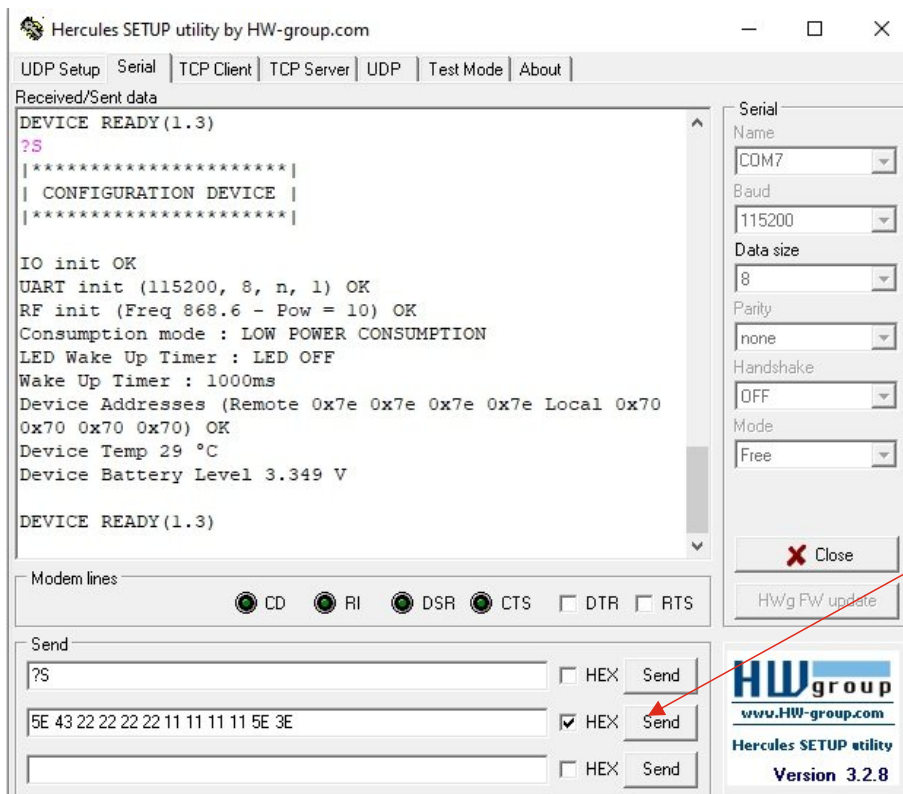 Hercules SETUP utility by HW-group.com
UDP Setup Serial TCP Client TCP Server UDP Test Mode About
Received/Sent data
DEVICE READY(1.3)
?S
|**********************|
| CONFIGURATION DEVICE |
|**********************|
IO init OK
UART init (115200, 8, n, 1) OK
RF init (Freq 868.6 - Pow = 10) OK
Consumption mode : LOW POWER CONSUMPTION
LED Wake Up Timer : LED OFF
Wake Up Timer : 1000ms
Device Addresses (Remote 0x7e 0x7e 0x7e 0x7e Local 0x70
0x70 0x70 0x70) OK
Device Temp 29 °C
Device Battery Level 3.349 V
DEVICE READY(1.3)
Serial
Name
COM7
Baud
115200
Data size
8
Parity
none
Handshake
OFF
Mode
Free
Close
HWg FW update
Modem lines
CD RI DSR CTS DTR RTS
Send
?S HEX Send
5E 43 22 22 22 22 11 11 11 11 5E 3E HEX Send
HEX Send
HWgroup
www.HW-group.com
Hercules SETUP utility
Version 3.2.8